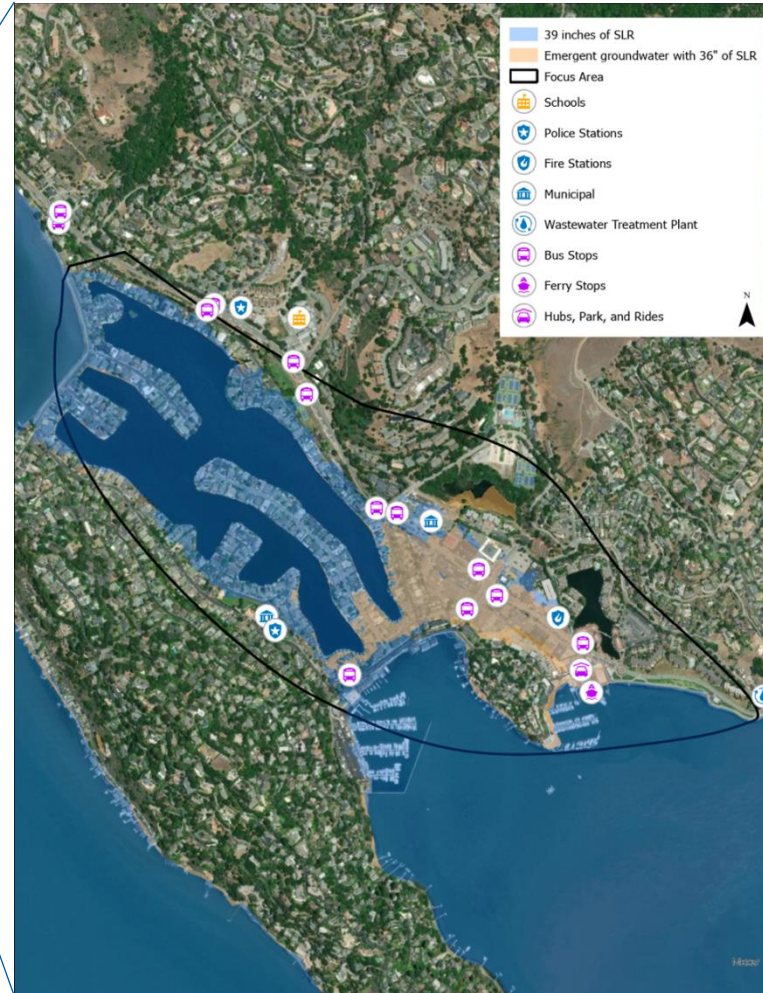 39 inches of SLR
Emergent groundwater with 36" of SLR
Focus Area
Schools
Police Stations
Fire Stations
Municipal
Wastewater Treatment Plant
Bus Stops
Ferry Stops
Hubs, Park, and Rides
N